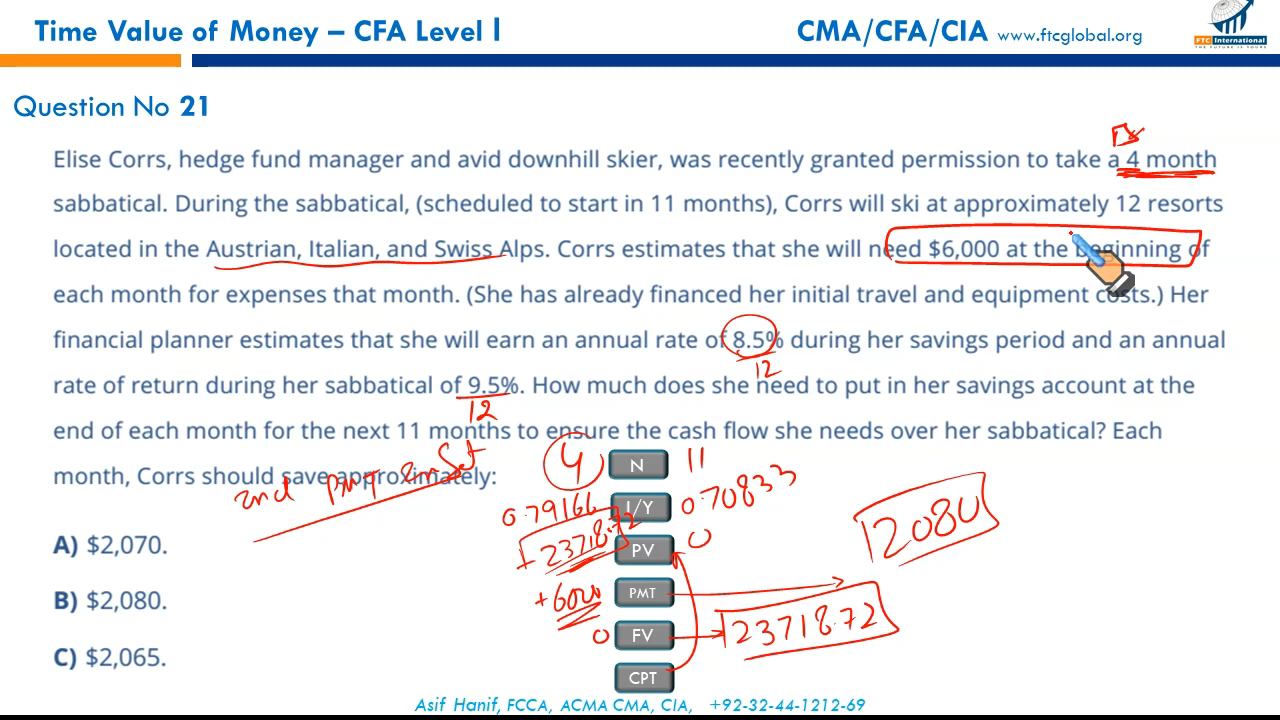 Time Value of Money – CFA Level I
CMA/CFA/CIA www.ftcglobal.org
FTC International
THE FUTURE IS YOURS
Question No 21
Elise Corrs, hedge fund manager and avid downhill skier, was recently granted permission to take a 4 month
sabbatical. During the sabbatical, (scheduled to start in 11 months), Corrs will ski at approximately 12 resorts
located in the Austrian, Italian, and Swiss Alps. Corrs estimates that she will need $6,000 at the beginning of
each month for expenses that month. (She has already financed her initial travel and equipment costs.) Her
financial planner estimates that she will earn an annual rate of 8.5% during her savings period and an annual
12
rate of return during her sabbatical of 9.5%. How much does she need to put in her savings account at the
12
end of each month for the next 11 months to ensure the cash flow she needs over her sabbatical? Each
month, Corrs should save approximately:
2nd PMT 2nd Set
4 N 11
0.79166 I/Y 0.70833
+23718.72 PV 0
+6000 PMT 2080
0 FV 23718.72
CPT
A) $2,070.
B) $2,080.
C) $2,065.
Asif Hanif, FCCA, ACMA CMA, CIA, +92-32-44-1212-69